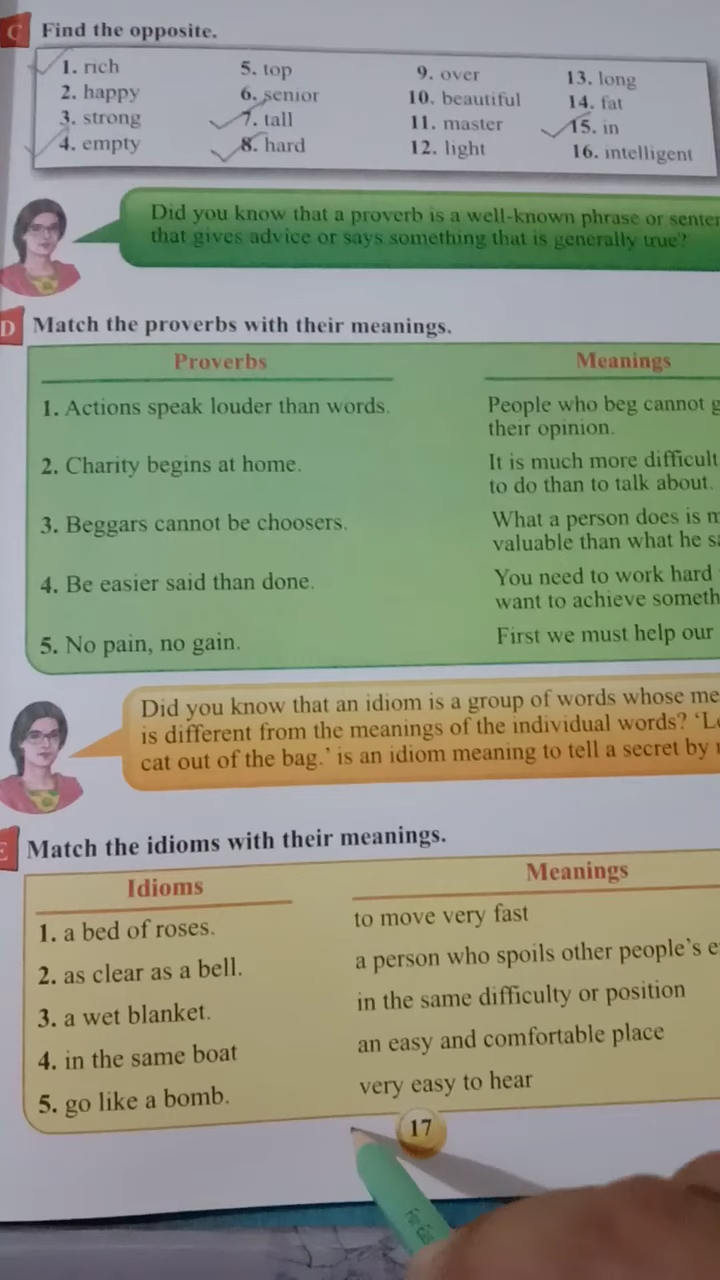 C Find the opposite.
1. rich 5. top 9. over 13. long
2. happy 6. senior 10. beautiful 14. fat
3. strong 7. tall 11. master 15. in
4. empty 8. hard 12. light 16. intelligent
Did you know that a proverb is a well-known phrase or
that gives advice or says something that is generally true?
D Match the proverbs with their meanings.
Proverbs Meanings
1. Actions speak louder than words. People who beg cannot
their opinion.
2. Charity begins at home. It is much more difficult
to do than to talk about.
3. Beggars cannot be choosers. What a person does is
valuable than what he
4. Be easier said than done. You need to work hard
want to achieve
5. No pain, no gain. First we must help our
Did you know that an idiom is a group of words whose
is different from the meanings of the individual words?
cat out of the bag.' is an idiom meaning to tell a secret by
E Match the idioms with their meanings.
Idioms Meanings
1. a bed of roses. to move very fast
2. as clear as a bell. a person who spoils other people's
3. a wet blanket. in the same difficulty or position
4. in the same boat an easy and comfortable place
5. go like a bomb. very easy to hear
17